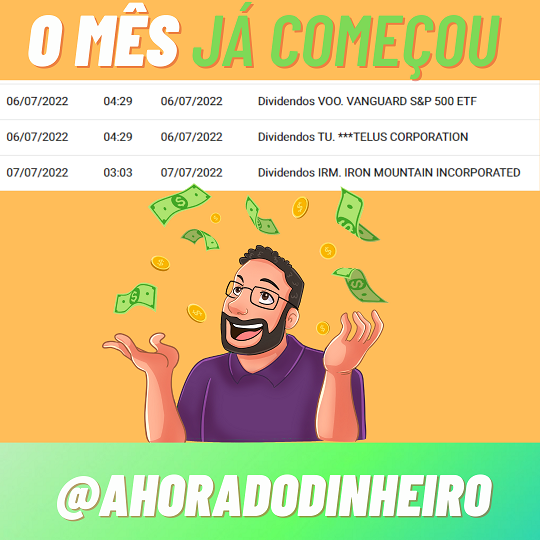 O MÊS JÁ COMEÇOU
06/07/2022 04:29 06/07/2022 Dividendos VOO. VANGUARD S&P 500 ETF
06/07/2022 04:29 06/07/2022 Dividendos TU. ***TELUS CORPORATION
07/07/2022 03:03 07/07/2022 Dividendos IRM. IRON MOUNTAIN INCORPORATED
@AHORADODINHEIRO